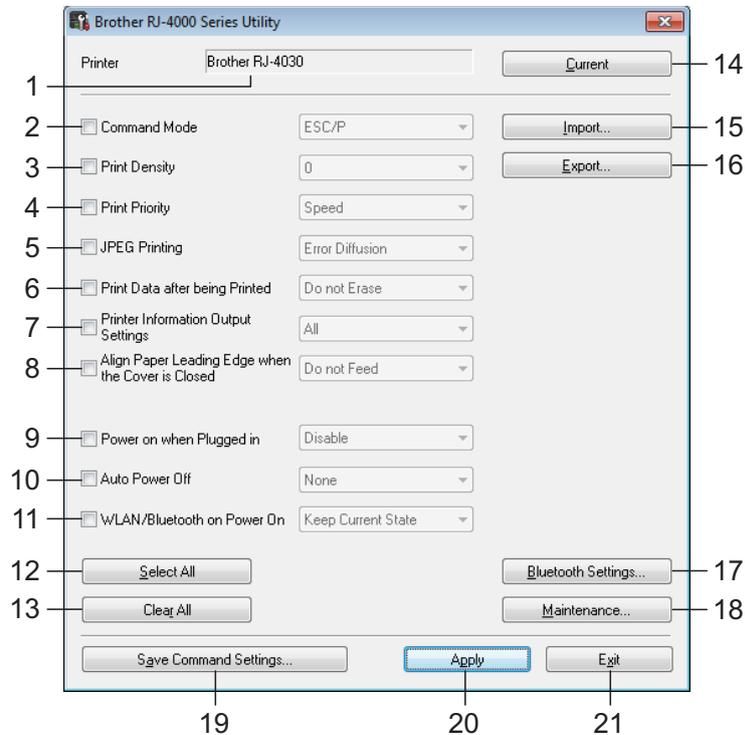 Brother RJ-4000 Series Utility
Printer Brother RJ-4030 Current 14
1
2 Command Mode ESC/P Import... 15
3 Print Density 0 Export... 16
4 Print Priority Speed
5 JPEG Printing Error Diffusion
6 Print Data after being Printed Do not Erase
7 Printer Information Output Settings All
8 Align Paper Leading Edge when the Cover is Closed Do not Feed
9 Power on when Plugged in Disable
10 Auto Power Off None
11 WLAN/Bluetooth on Power On Keep Current State
12 Select All Bluetooth Settings... 17
13 Clear All Maintenance... 18
Save Command Settings... Apply Exit
19 20 21